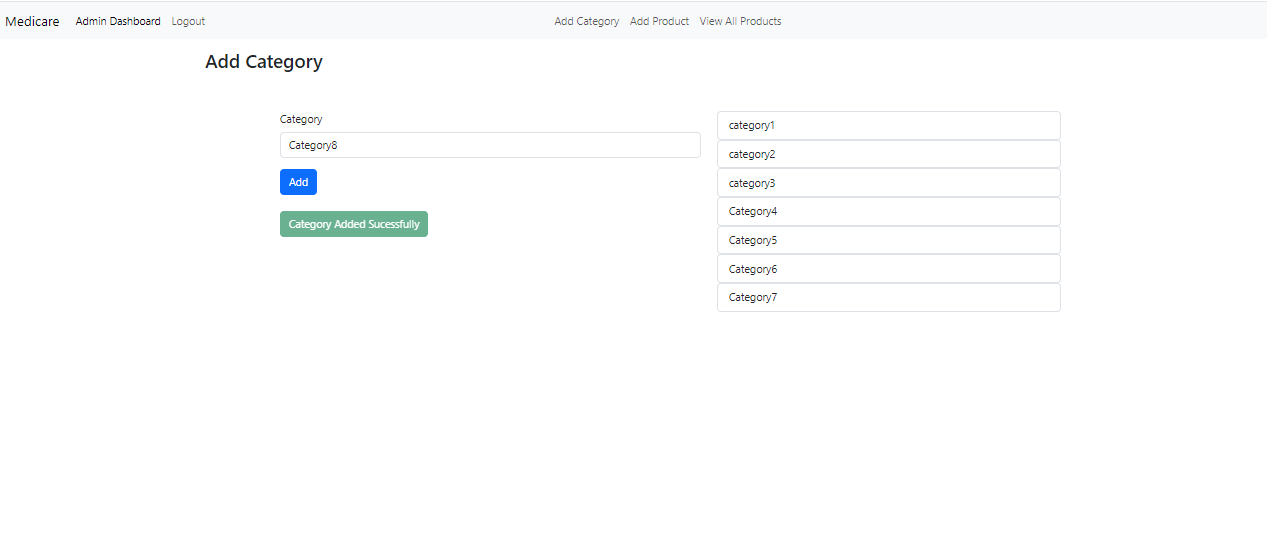 Medicare Admin Dashboard Logout Add Category Add Product View All Products
Add Category
Category
Category8
Add
Category Added Sucessfully
category1
category2
category3
Category4
Category5
Category6
Category7